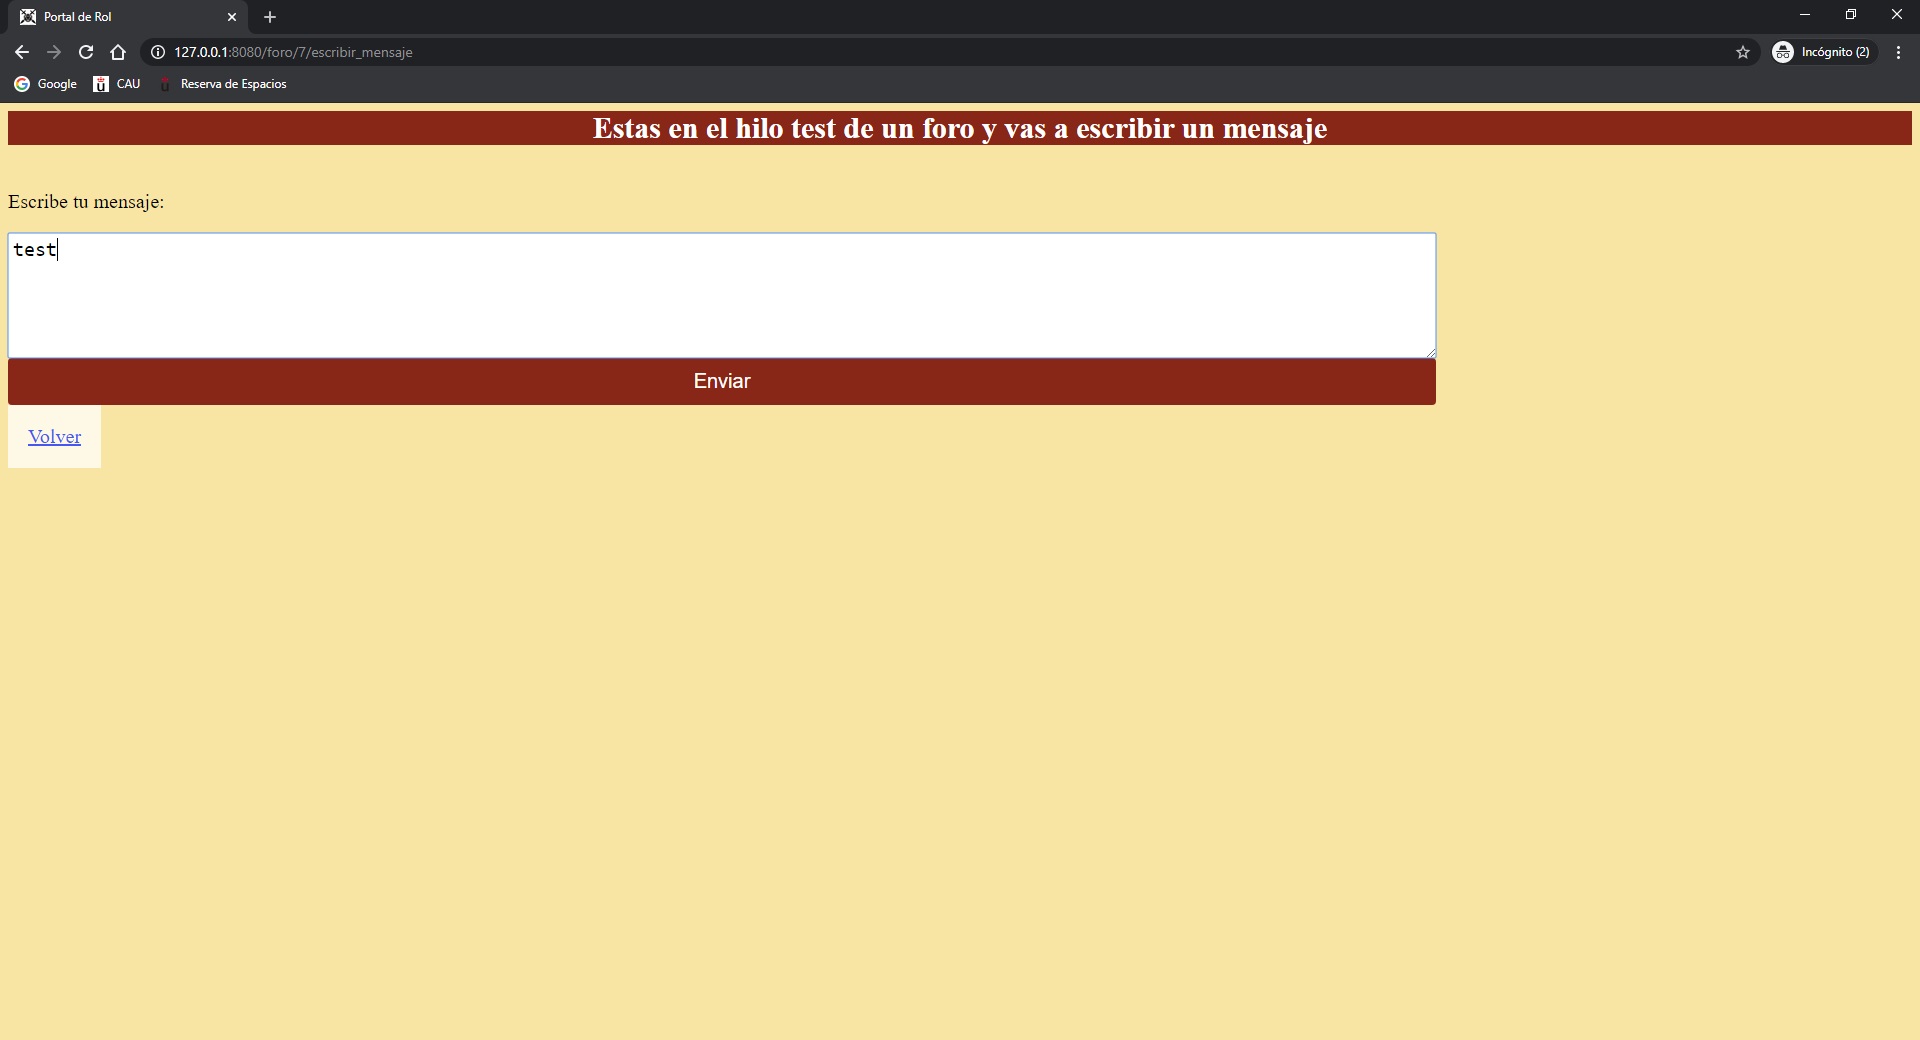 Portal de Rol
127.0.0.1:8080/foro/7/escribir_mensaje
Incógnito (2)
Google
CAU
Reserva de Espacios
Estas en el hilo test de un foro y vas a escribir un mensaje
Escribe tu mensaje:
test
Enviar
Volver